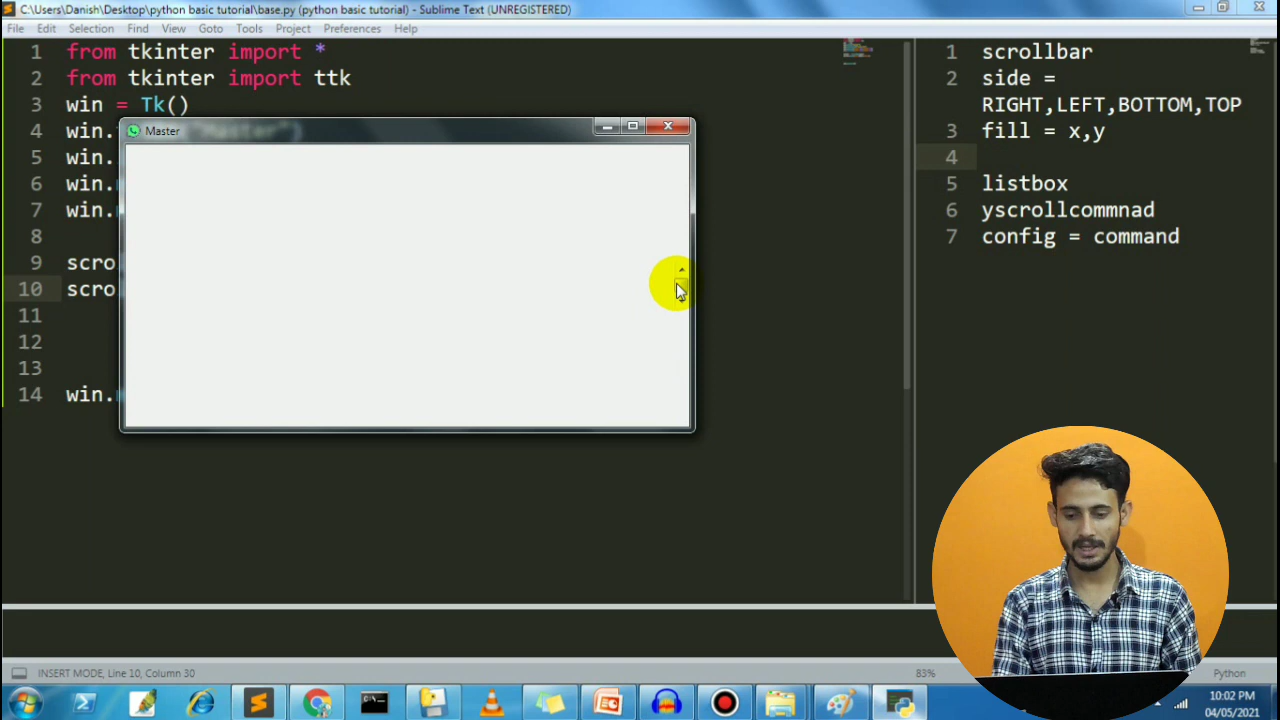 C:\Users\Danish\Desktop\python basic tutorial\base.py (python basic tutorial) - Sublime Text (UNREGISTERED)
File Edit Selection Find View Goto Tools Project Preferences Help
1 from tkinter import *
2 from tkinter import ttk
3 win = Tk()
4 win. "Master")
5 win.
6 win.
7 win.
8
9 scro
10 scro
11
12
13
14 win.
Master
1 scrollbar
2 side =
RIGHT,LEFT,BOTTOM,TOP
3 fill = x,y
4
5 listbox
6 yscrollcommnad
7 config = command
INSERT MODE, Line 10, Column 30
83%
Python
10:02 PM
04/05/2021